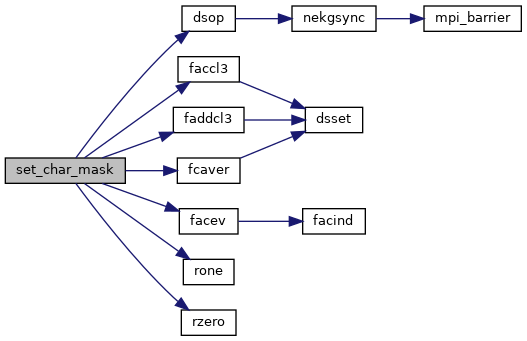 dsop
nekgsync
mpi_barrier
faccl3
faddcl3
dsset
set_char_mask
fcaver
facev
facind
rone
rzero